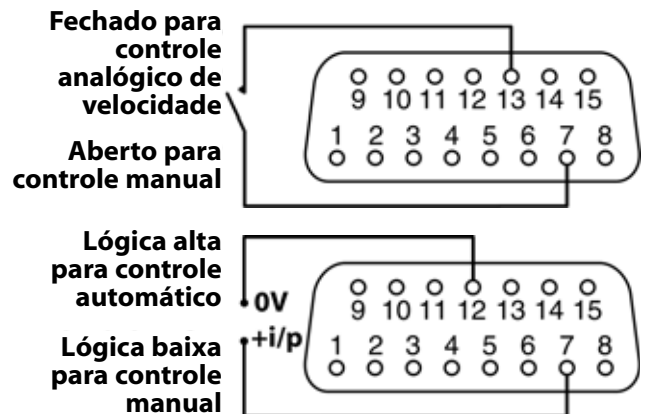 Fechado para
controle
analógico de
velocidade
Aberto para
controle manual
9 10 11 12 13 14 15
1 2 3 4 5 6 7 8
Lógica alta
para controle
automático
Lógica baixa
para controle
manual
0V
+i/p
9 10 11 12 13 14 15
1 2 3 4 5 6 7 8